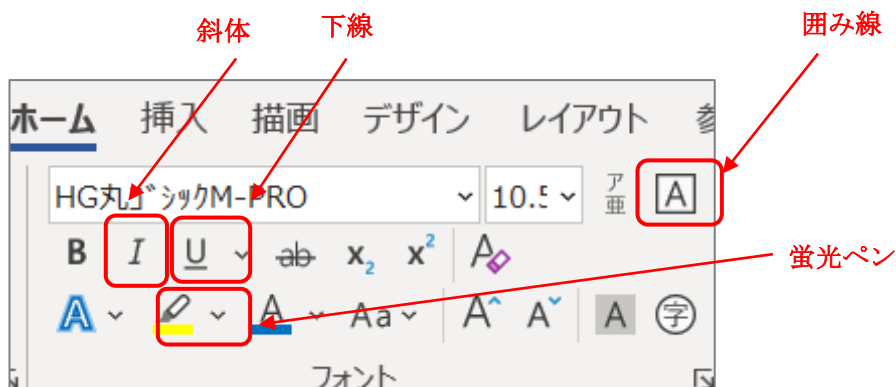 斜体 下線 囲み線
ホーム 挿入 描画 デザイン レイアウト
HG丸ｺﾞｼｯｸM-PRO 10.5 ア亜 A
B I U ab x₂ x² A
蛍光ペン
A A Aa A A A 字
フォント